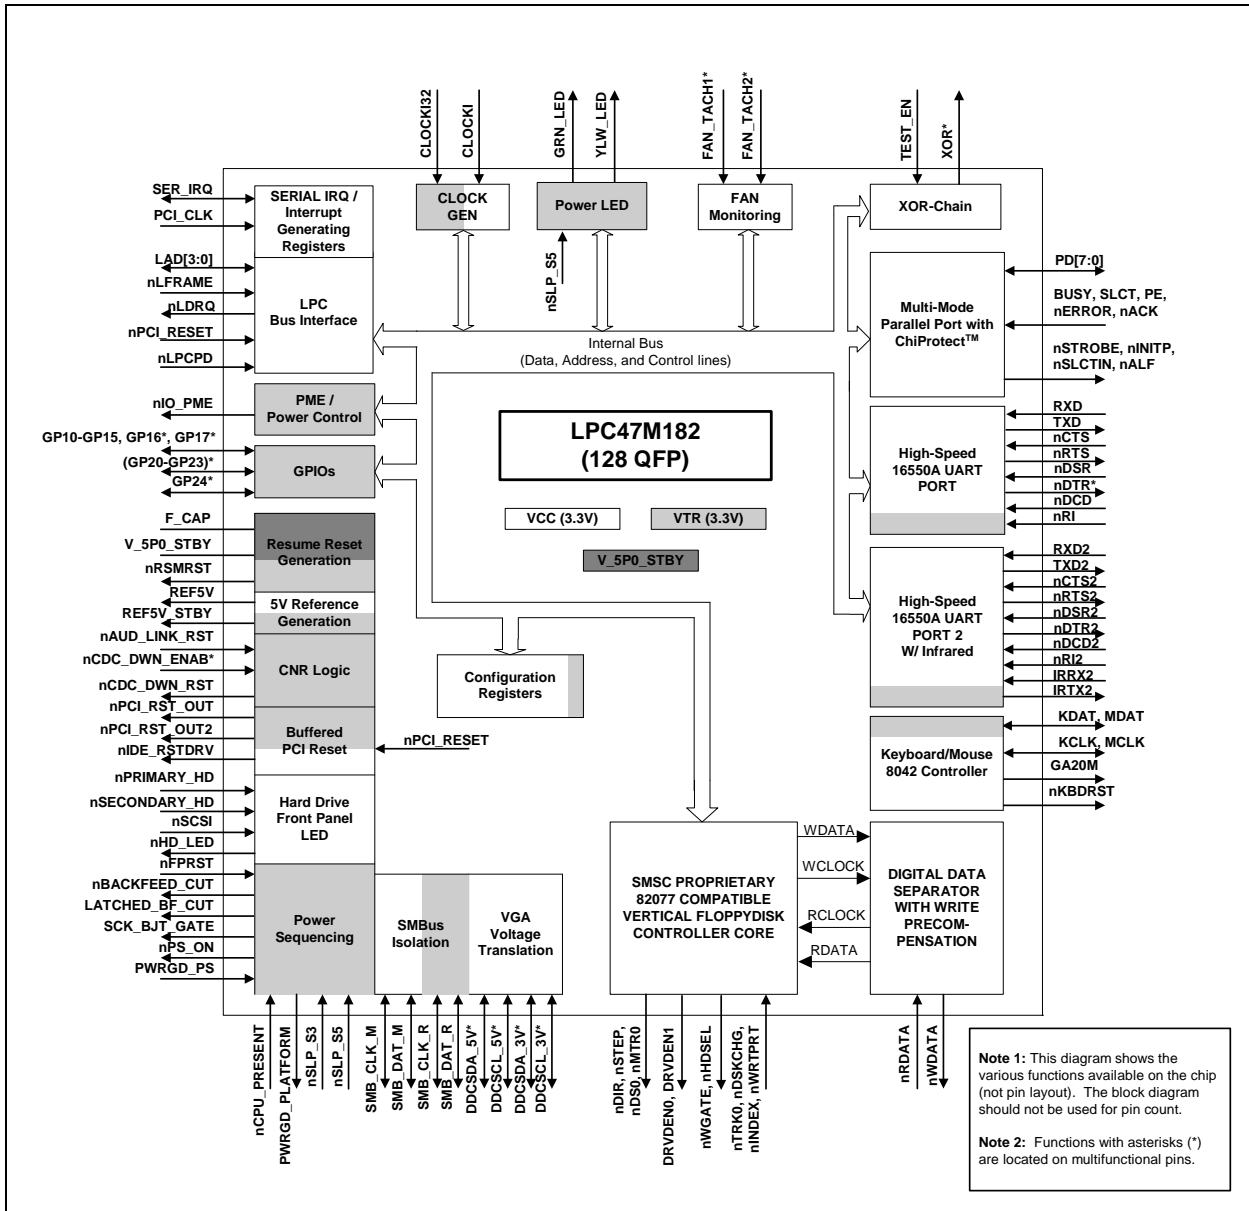 CLOCKI32
CLOCKI
GRN_LED
YLW_LED
FAN_TACH1*
FAN_TACH2*
TEST_EN
XOR*
SER_IRQ
PCI_CLK
LAD[3:0]
nLFRAME
nLDRQ
nPCI_RESET
nLPCPD
nIO_PME
GP10-GP15, GP16*, GP17*
(GP20-GP23)*
GP24*
F_CAP
V_5P0_STBY
nRSMRST
REF5V
REF5V_STBY
nAUD_LINK_RST
nCDC_DWN_ENAB*
nCDC_DWN_RST
nPCI_RST_OUT
nPCI_RST_OUT2
nIDE_RSTDRV
nPRIMARY_HD
nSECONDARY_HD
nSCSI
nHD_LED
nFPRST
nBACKFEED_CUT
LATCHED_BF_CUT
SCK_BJT_GATE
nPS_ON
PWRGD_PS
SERIAL IRQ /
Interrupt
Generating
Registers
LPC
Bus Interface
PME /
Power Control
GPIOs
Resume Reset
Generation
5V Reference
Generation
CNR Logic
Buffered
PCI Reset
nPCI_RESET
Hard Drive
Front Panel
LED
Power
Sequencing
SMBus
Isolation
VGA
Voltage
Translation
CLOCK
GEN
Power LED
nSLP_S5
FAN
Monitoring
XOR-Chain
Internal Bus
(Data, Address, and Control lines)
LPC47M182
(128 QFP)
VCC (3.3V)
VTR (3.3V)
V_5P0_STBY
Configuration
Registers
Multi-Mode
Parallel Port with
ChiProtect™
High-Speed
16550A UART
PORT
High-Speed
16550A UART
PORT 2
W/ Infrared
Keyboard/Mouse
8042 Controller
SMSC PROPRIETARY
82077 COMPATIBLE
VERTICAL FLOPPYDISK
CONTROLLER CORE
WDATA
WCLOCK
RCLOCK
RDATA
DIGITAL DATA
SEPARATOR
WITH WRITE
PRECOM-
PENSATION
PD[7:0]
BUSY, SLCT, PE,
nERROR, nACK
nSTROBE, nINITP,
nSLCTIN, nALF
RXD
TXD
nCTS
nRTS
nDSR
nDTR*
nDCD
nRI
RXD2
TXD2
nCTS2
nRTS2
nDSR2
nDTR2
nDCD2
nRI2
IRRX2
IRTX2
KDAT, MDAT
KCLK, MCLK
GA20M
nKBDRST
nCPU_PRESENT
PWRGD_PLATFORM
nSLP_S3
nSLP_S5
SMB_CLK_M
SMB_DAT_M
SMB_CLK_R
SMB_DAT_R
DDCSDA_5V*
DDCSCL_5V*
DDCSDA_3V*
DDCSCL_3V*
nDIR, nSTEP,
nDS0, nMTR0
DRVDEN0, DRVDEN1
nWGATE, nHDSEL
nTRK0, nDSKCHG,
nINDEX, nWRTPRT
nRDATA
nWDATA
Note 1: This diagram shows the
various functions available on the chip
(not pin layout). The block diagram
should not be used for pin count.
Note 2: Functions with asterisks (*)
are located on multifunctional pins.